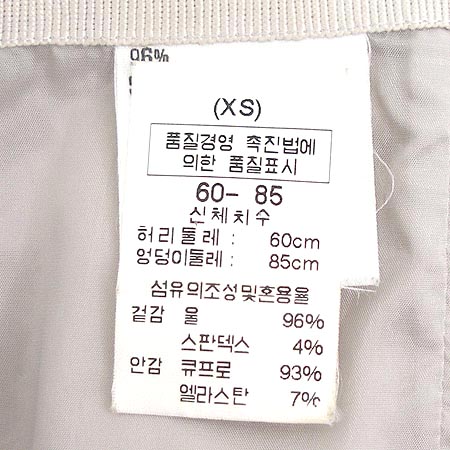 96%
(XS)
품질경영 촉진법에
의한 품질표시
60- 85
신체치수
허리둘레 : 60cm
엉덩이둘레 : 85cm
섬유의조성및혼용율
겉감 울 96%
스판덱스 4%
안감 큐프로 93%
엘라스탄 7%